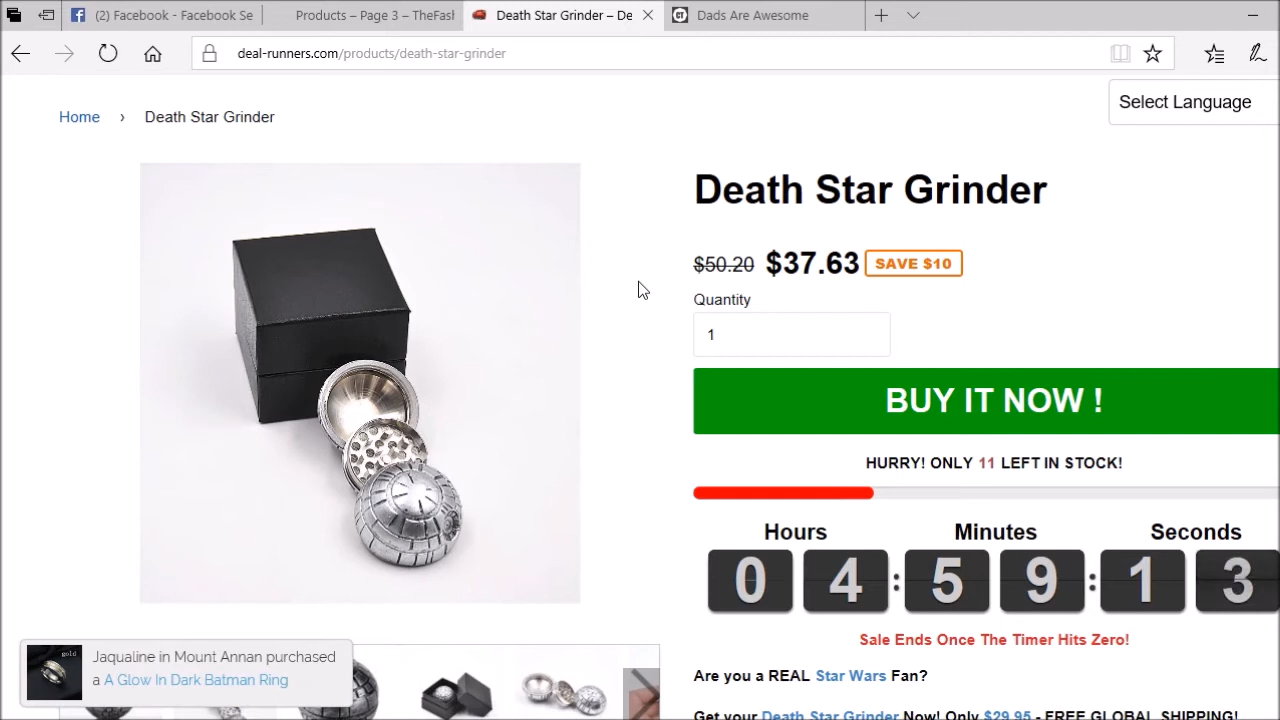 (2) Facebook - Facebook Se
Products – Page 3 – TheFasl
Death Star Grinder – De
GT
Dads Are Awesome
deal-runners.com/products/death-star-grinder
Home › Death Star Grinder
Select Language
Death Star Grinder
$50.20 $37.63 SAVE $10
Quantity
1
BUY IT NOW !
HURRY! ONLY 11 LEFT IN STOCK!
Hours Minutes Seconds
0 4 : 5 9 : 1 3
Sale Ends Once The Timer Hits Zero!
Are you a REAL Star Wars Fan?
Get your Death Star Grinder Now! Only $29.95 - FREE GLOBAL SHIPPING!
gold
Jaqualine in Mount Annan purchased
a A Glow In Dark Batman Ring